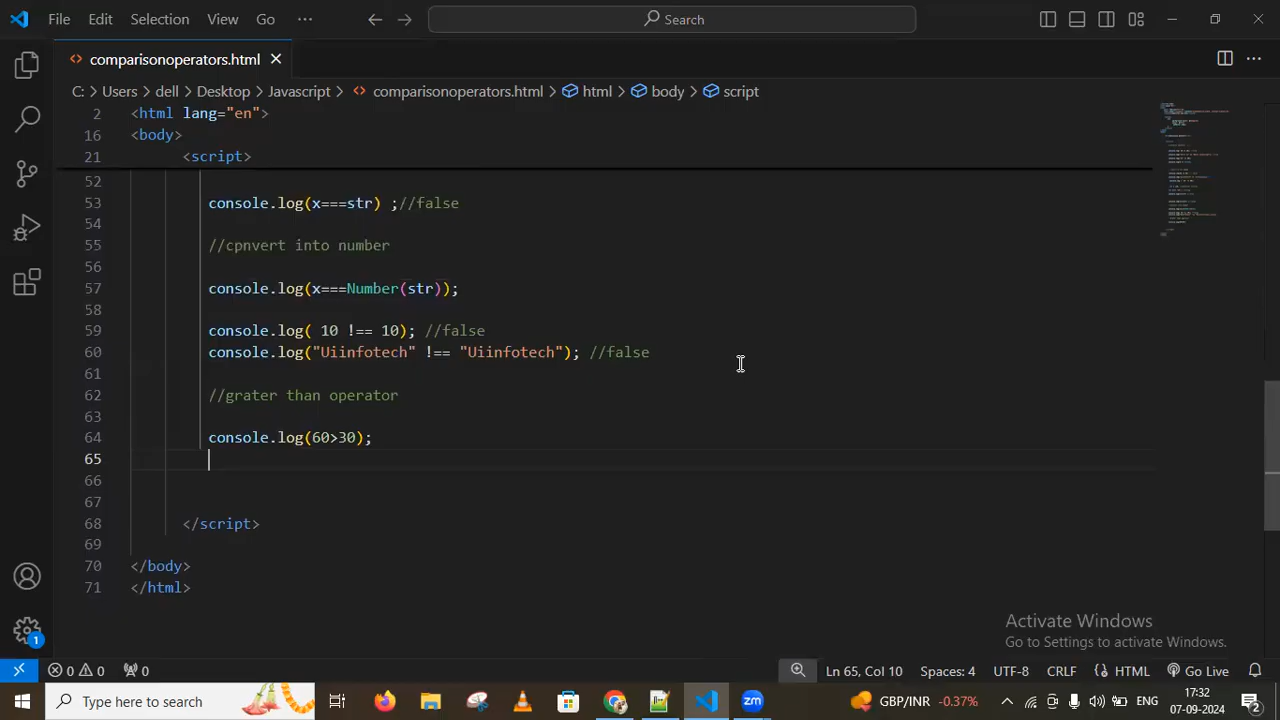 File Edit Selection View Go ··· Search
comparisonoperators.html
C: > Users > dell > Desktop > Javascript > comparisonoperators.html > html > body > script
2 <html lang="en">
16 <body>
21 <script>
52
53 console.log(x===str) ;//false
54
55 //cpnvert into number
56
57 console.log(x===Number(str));
58
59 console.log( 10 !== 10); //false
60 console.log("Uiinfotech" !== "Uiinfotech"); //false
61
62 //grater than operator
63
64 console.log(60>30);
65
66
67
68 </script>
69
70 </body>
71 </html>
Activate Windows
Go to Settings to activate Windows.
1
0 0 0 Ln 65, Col 10 Spaces: 4 UTF-8 CRLF HTML Go Live
Type here to search GBP/INR -0.37% ENG 17:32
07-09-2024 2